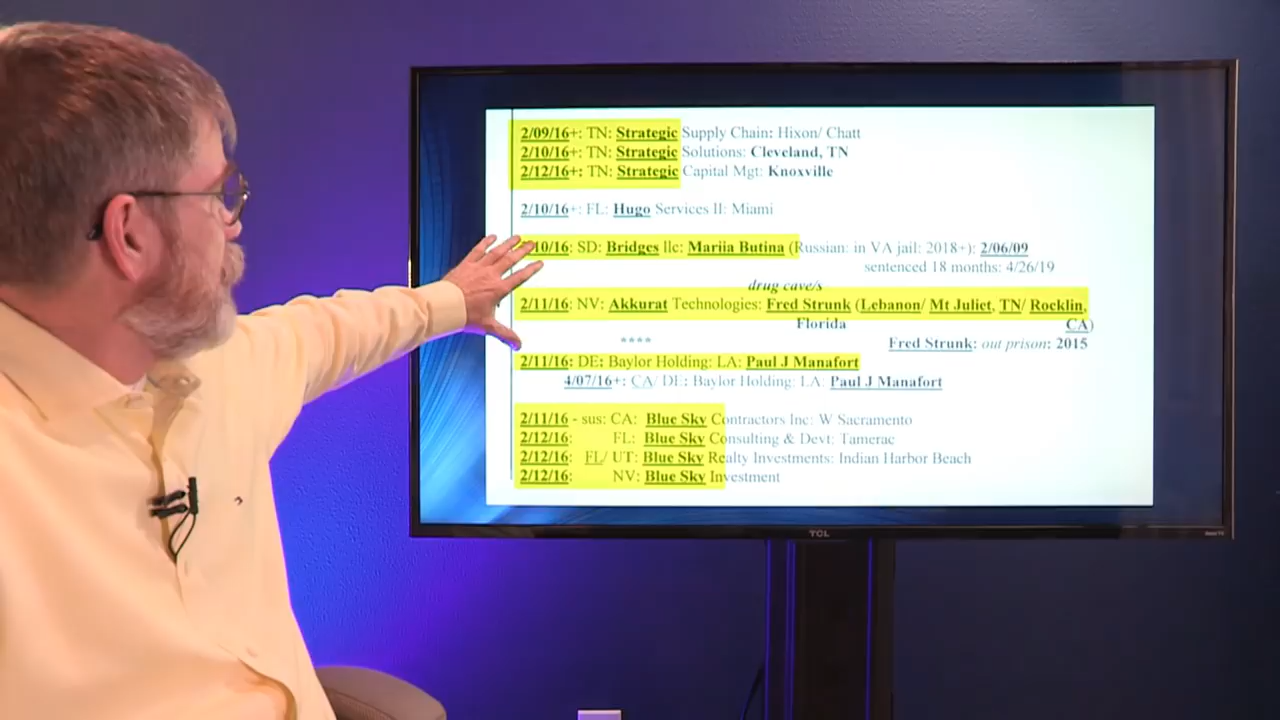 2/09/16+: TN: Strategic Supply Chain: Hixon/ Chatt
2/10/16+: TN: Strategic Solutions: Cleveland, TN
2/12/16+: TN: Strategic Capital Mgt: Knoxville
2/10/16+: FL: Hugo Services II: Miami
10/16: SD: Bridges llc: Mariia Butina (Russian: in VA jail: 2018+): 2/06/09
sentenced 18 months: 4/26/19
drug cave/s
2/11/16: NV: Akkurat Technologies: Fred Strunk (Lebanon/ Mt Juliet, TN/ Rocklin,
Florida CA)
**** Fred Strunk: out prison: 2015
2/11/16: DE: Baylor Holding: LA: Paul J Manafort
4/07/16+: CA/ DE: Baylor Holding: LA: Paul J Manafort
2/11/16 - sus: CA: Blue Sky Contractors Inc: W Sacramento
2/12/16: FL: Blue Sky Consulting & Devt: Tamerac
2/12/16: FL/ UT: Blue Sky Realty Investments: Indian Harbor Beach
2/12/16: NV: Blue Sky Investment
TCL